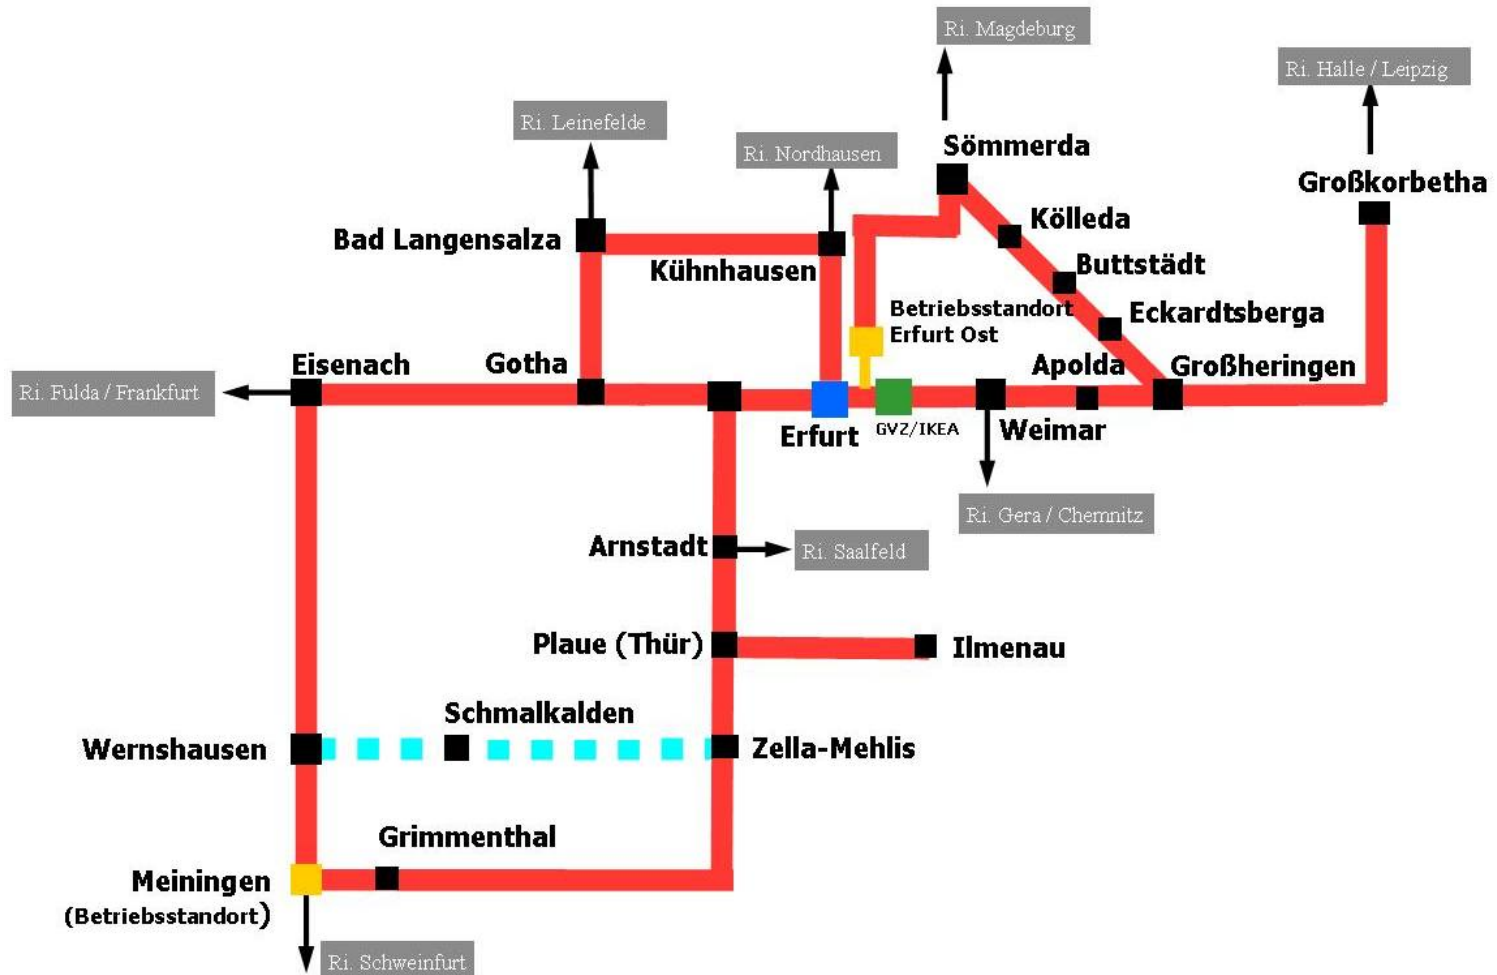 Ri. Magdeburg
Ri. Halle / Leipzig
Ri. Leinefelde
Ri. Nordhausen
Sömmerda
Großkorbetha
Kölleda
Bad Langensalza
Kühnhausen
Buttstädt
Betriebsstandort
Erfurt Ost
Eckardtsberga
Eisenach
Gotha
Apolda
Großheringen
Ri. Fulda / Frankfurt
Erfurt
GVZ/IKEA
Weimar
Ri. Gera / Chemnitz
Arnstadt
Ri. Saalfeld
Plaue (Thür)
Ilmenau
Schmalkalden
Wernshausen
Zella-Mehlis
Grimmenthal
Meiningen
(Betriebsstandort)
Ri. Schweinfurt